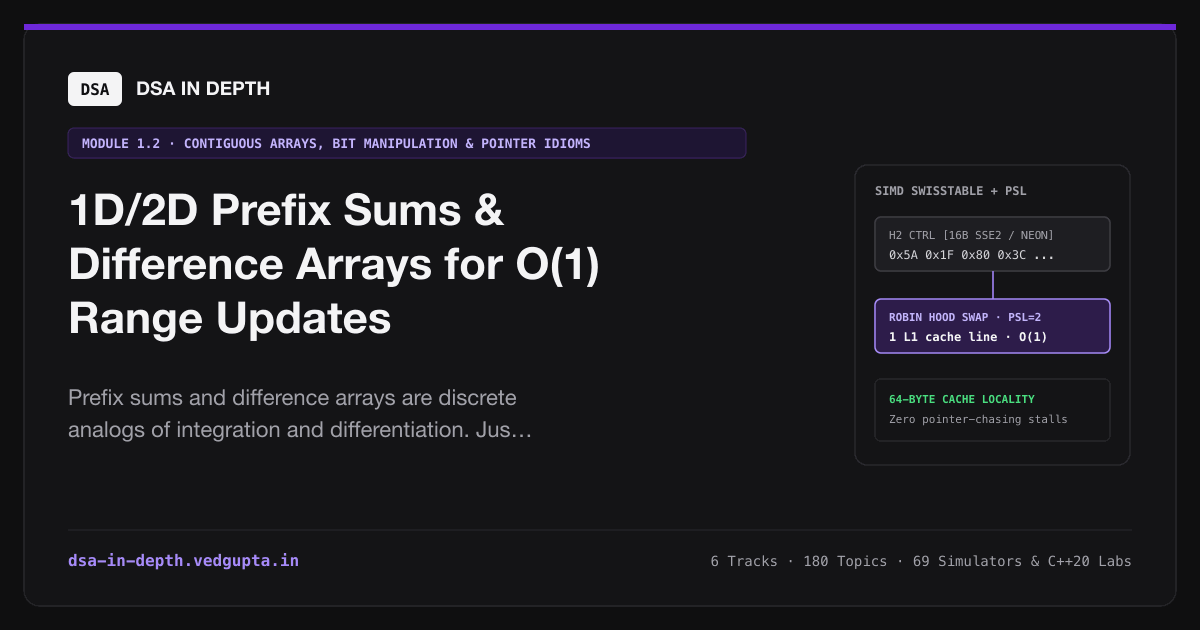 DSA
DSA IN DEPTH
MODULE 1.2 · CONTIGUOUS ARRAYS, BIT MANIPULATION & POINTER IDIOMS
1D/2D Prefix Sums &
Difference Arrays for O(1)
Range Updates
Prefix sums and difference arrays are discrete
analogs of integration and differentiation. Jus...
SIMD SWISSTABLE + PSL
H2 CTRL [16B SSE2 / NEON]
0x5A 0x1F 0x80 0x3C ...
ROBIN HOOD SWAP · PSL=2
1 L1 cache line · O(1)
64-BYTE CACHE LOCALITY
Zero pointer-chasing stalls
dsa-in-depth.vedgupta.in
6 Tracks · 180 Topics · 69 Simulators & C++20 Labs